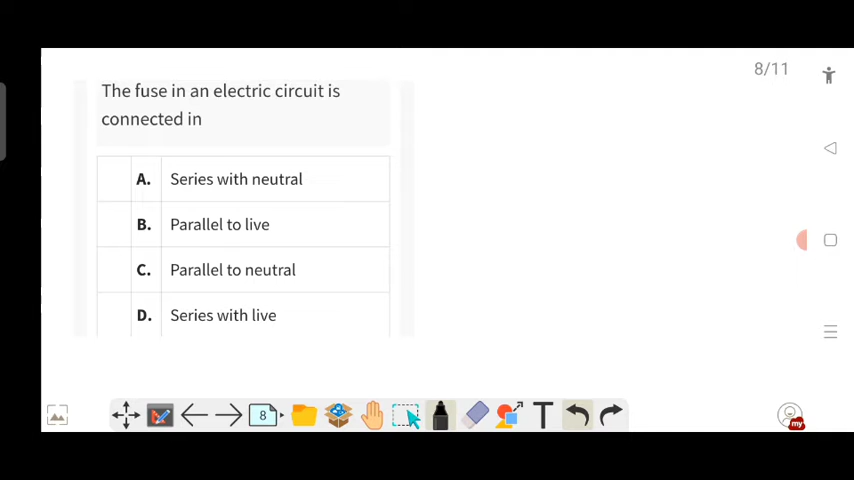 8/11
The fuse in an electric circuit is
connected in
A. Series with neutral
B. Parallel to live
C. Parallel to neutral
D. Series with live
8
T
my